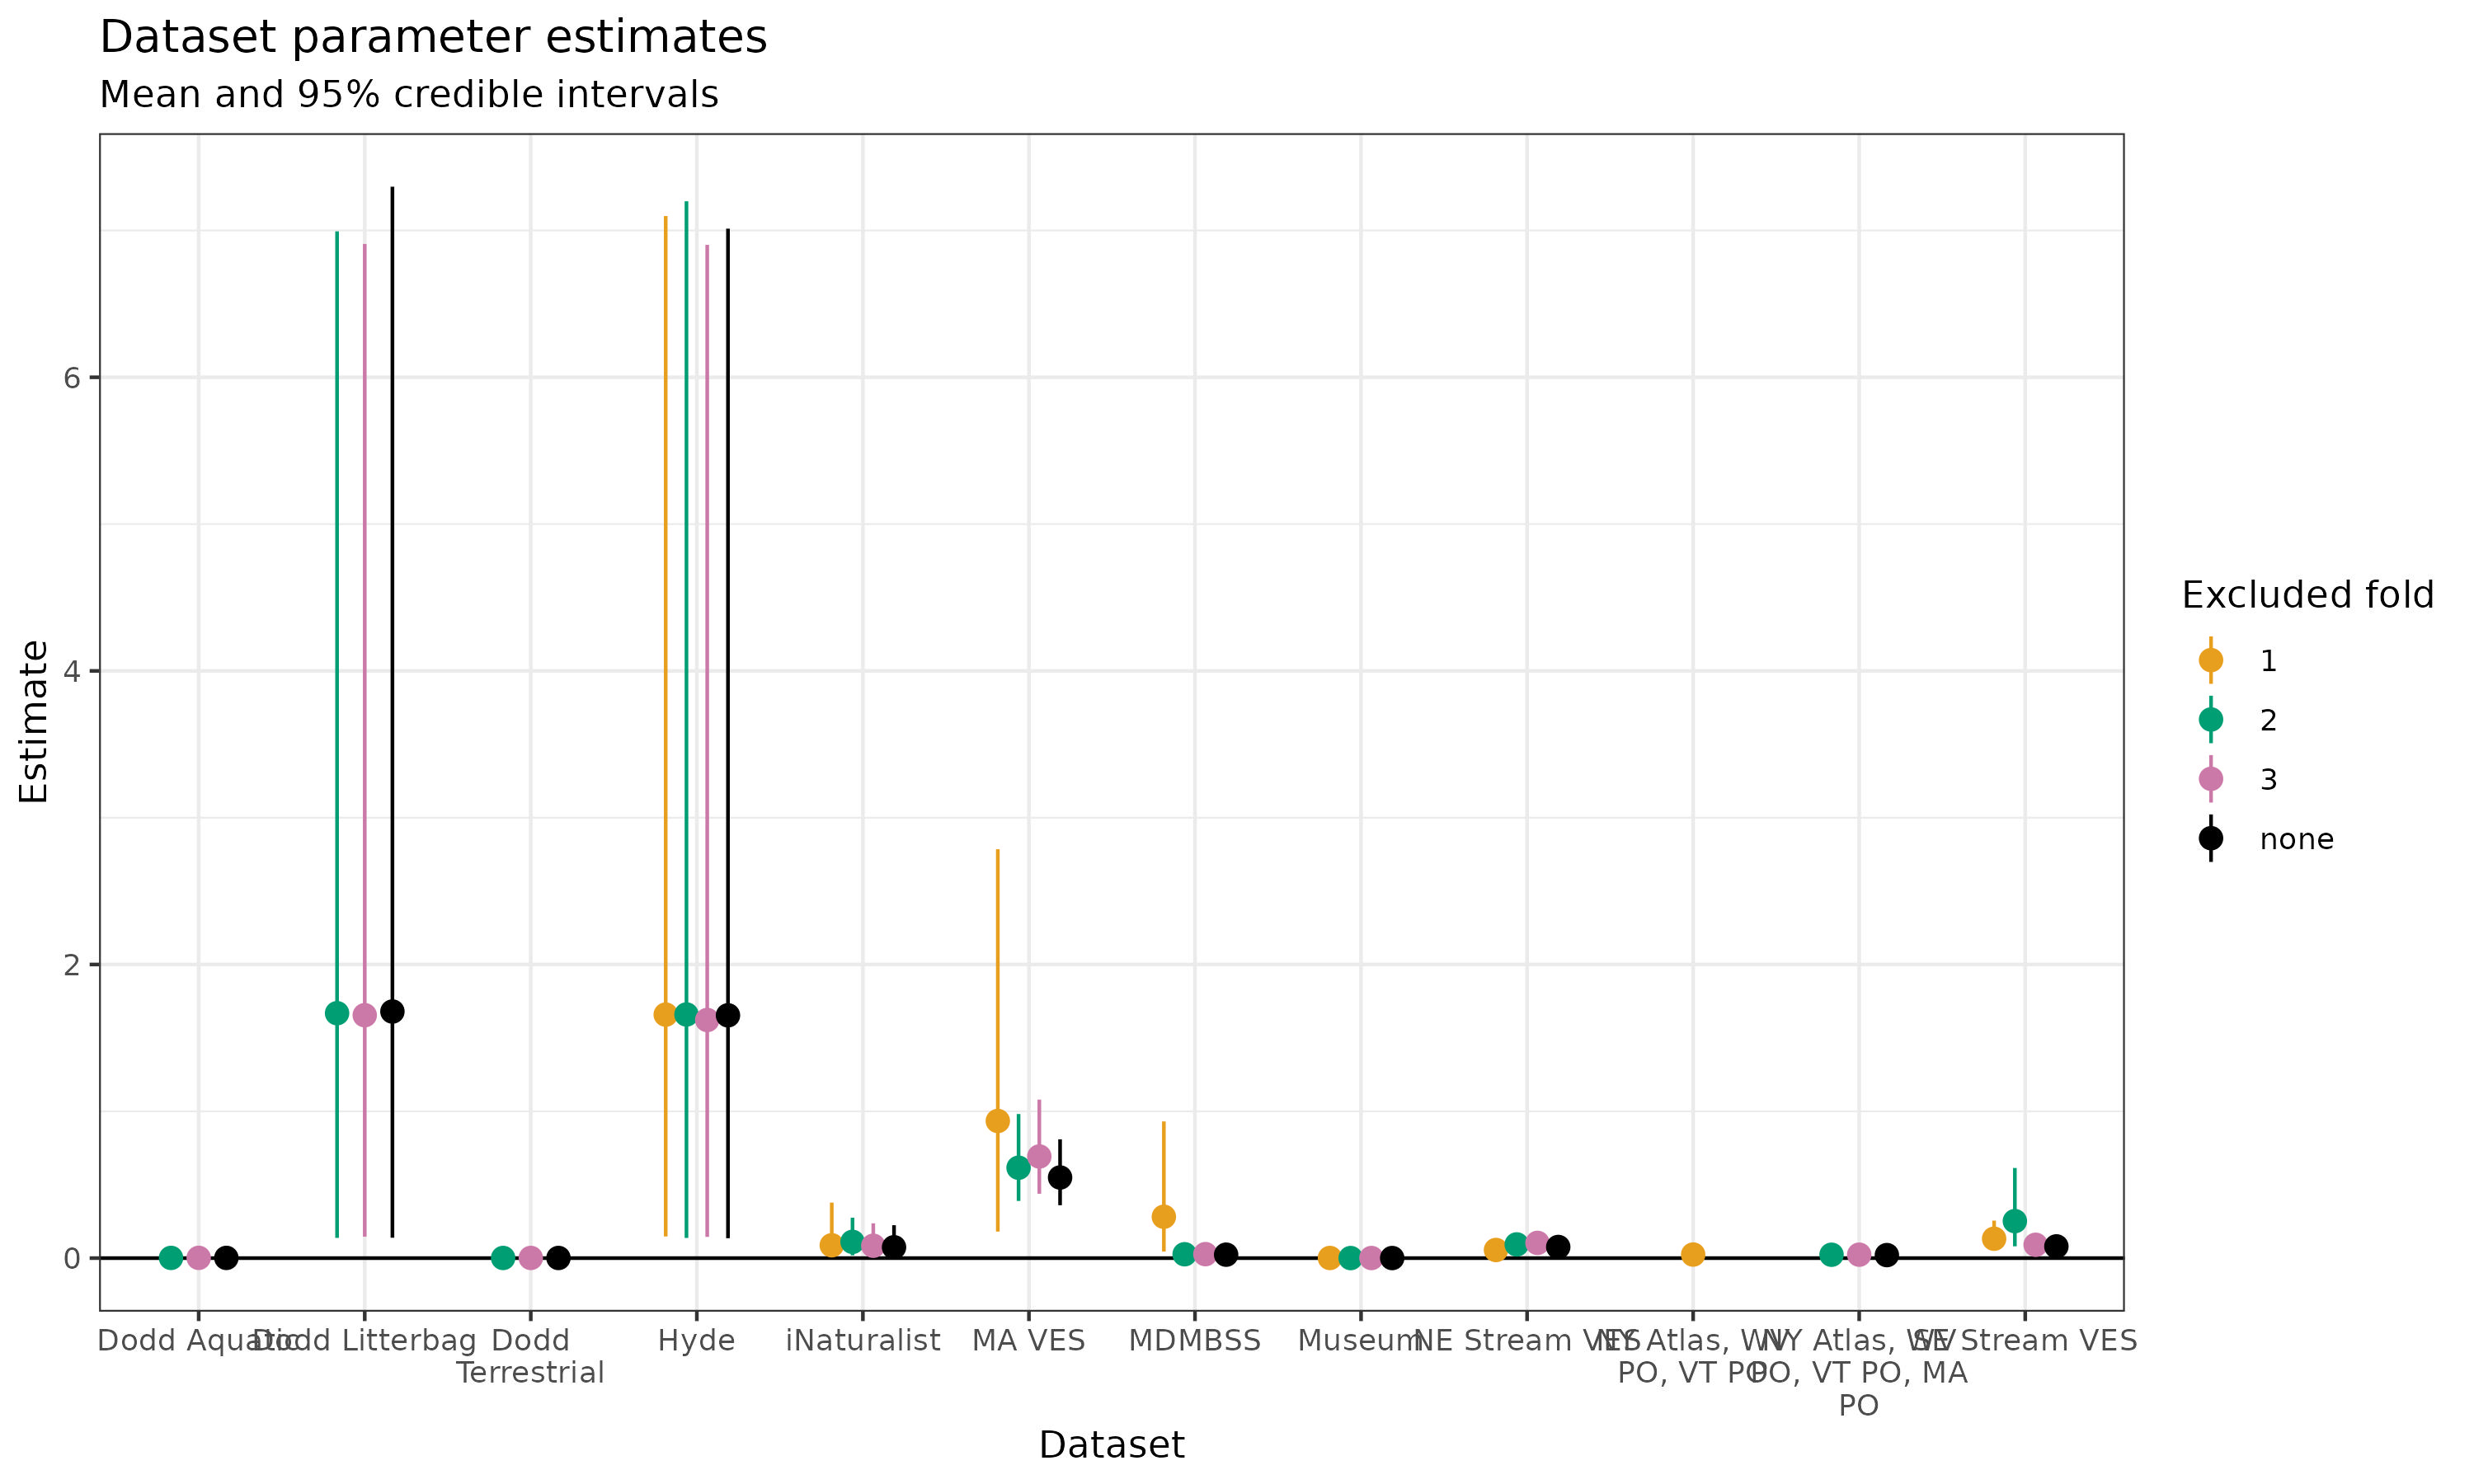 Dataset parameter estimates
Mean and 95% credible intervals
Estimate
6
4
2
0
Dodd Aquatic
Dodd Litterbag
Dodd
Terrestrial
Hyde
iNaturalist
MA VES
MDMBSS
Museum
NE Stream VES
NY Atlas, WV
PO, VT PO
NY Atlas, WV
PO, VT PO, MA
PO
SE Stream VES
Dataset
Excluded fold
1
2
3
none